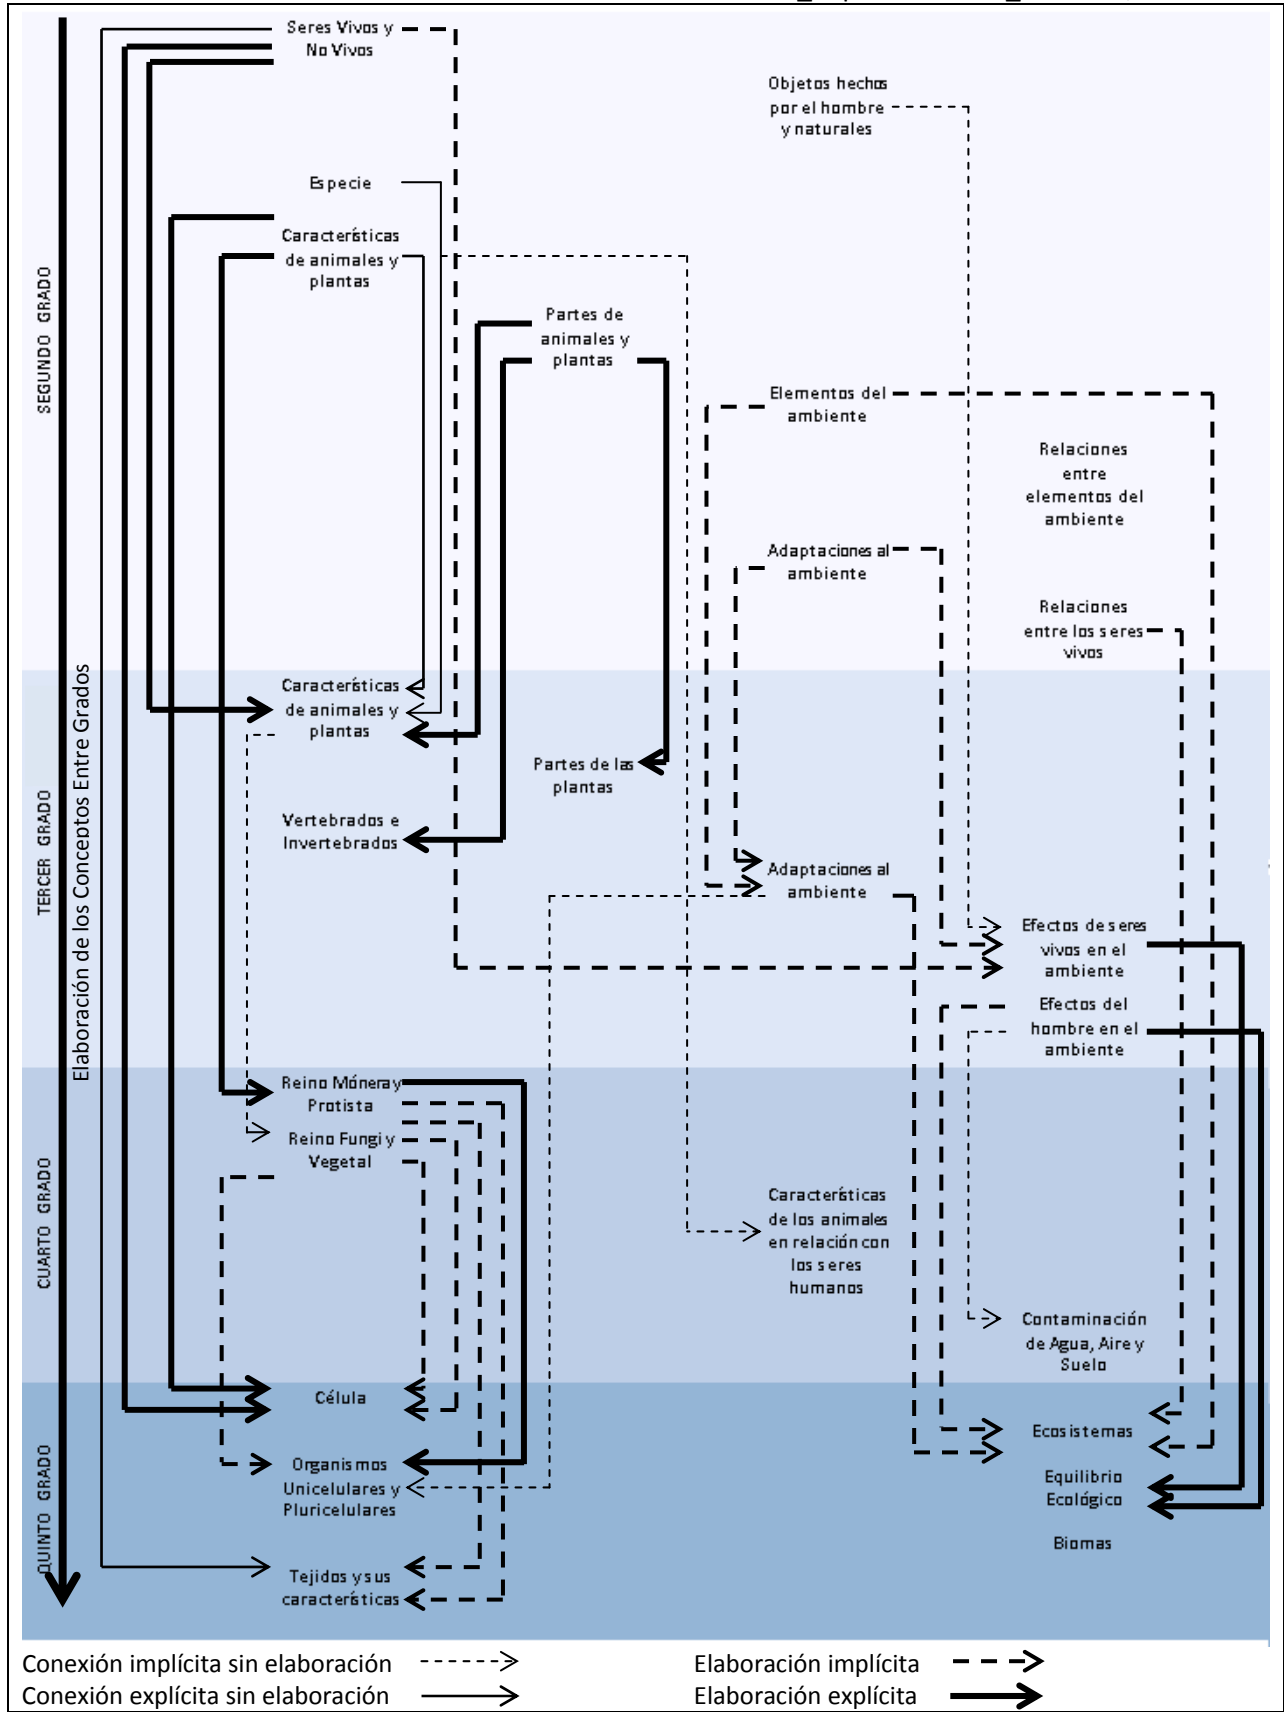 Seres Vivos y
No Vivos
Objetos hechos
por el hombre
y naturales
Especie
Características
de animales y
plantas
SEGUNDO GRADO
Partes de
animales y
plantas
Elementos del
ambiente
Relaciones
entre
elementos del
ambiente
Adaptaciones al
ambiente
Relaciones
entre los seres
vivos
Elaboración de los Conceptos Entre Grados
TERCER GRADO
Características
de animales y
plantas
Partes de las
plantas
Vertebrados e
Invertebrados
Adaptaciones al
ambiente
Efectos de seres
vivos en el
ambiente
Efectos del
hombre en el
ambiente
CUARTO GRADO
Reino Mónera y
Protista
Reino Fungi y
Vegetal
Características
de los animales
en relación con
los seres
humanos
Contaminación
de Agua, Aire y
Suelo
QUINTO GRADO
Célula
Ecosistemas
Organismos
Unicelulares y
Pluricelulares
Equilibrio
Ecológico
Biomas
Tejidos y sus
características
Conexión implícita sin elaboración
Elaboración implícita
Conexión explícita sin elaboración
Elaboración explícita